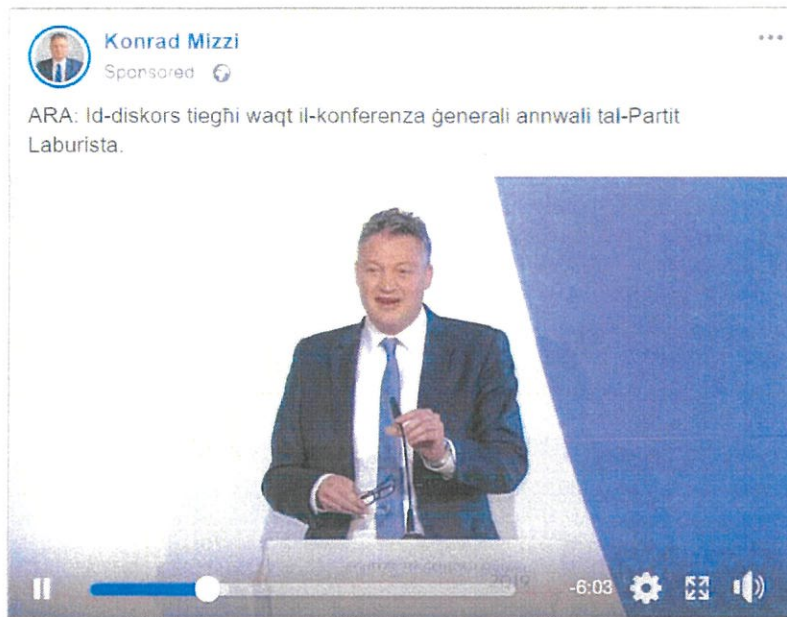 Konrad Mizzi
Sponsored
ARA: Id-diskors tiegħi waqt il-konferenza ġenerali annwali tal-Partit
Laburista.
-6:03